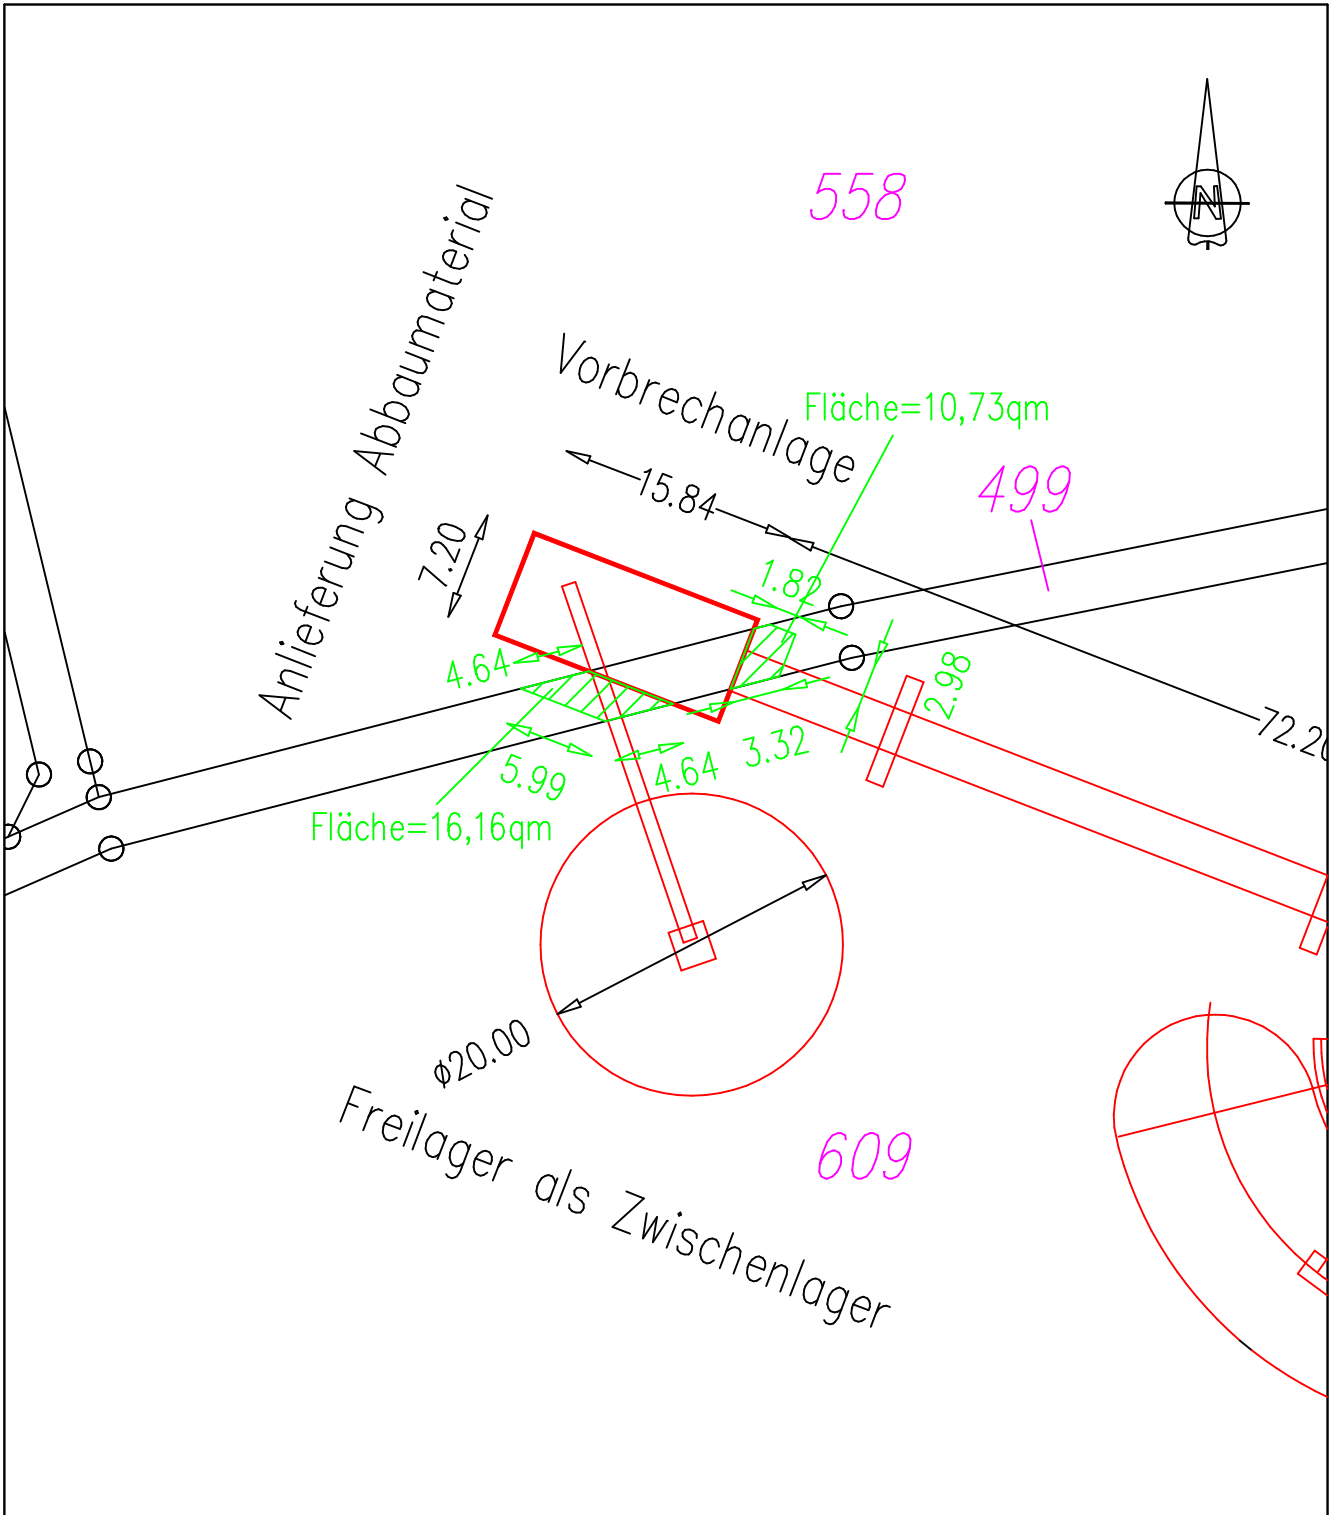 558
N
Anlieferung Abbaumaterial
Vorbrechanlage
Fläche=10,73qm
499
15.84
7.20
1.82
4.64
2.98
72.20
3.32
4.64
5.99
Fläche=16,16qm
ø20.00
Freilager als Zwischenlager
609